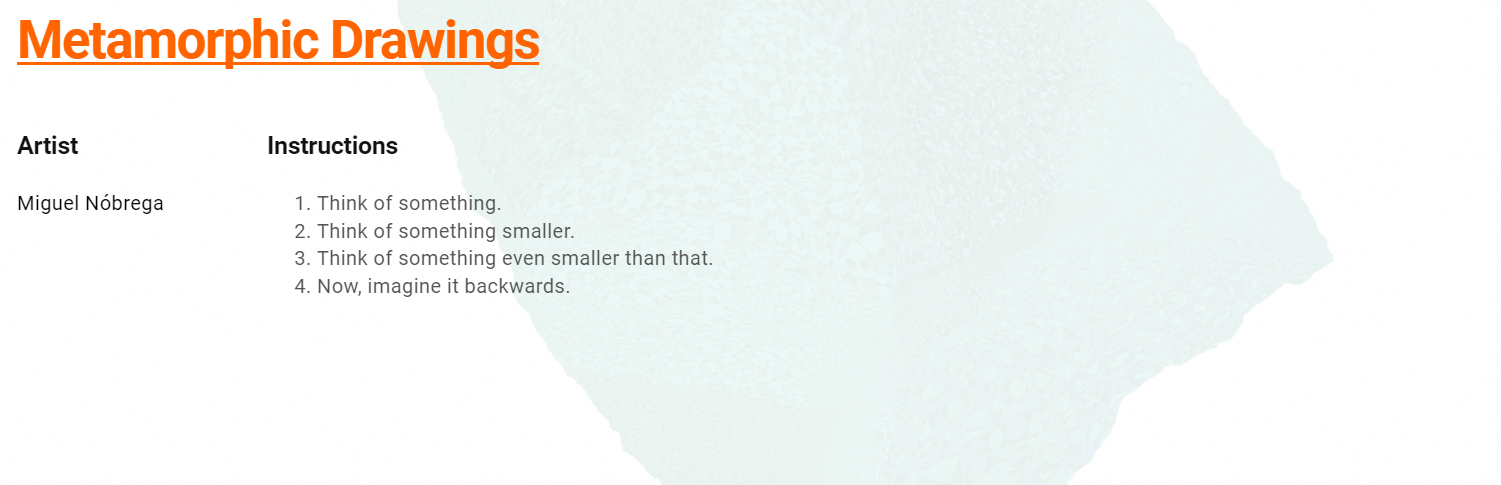 Metamorphic Drawings
Artist
Instructions
Miguel Nóbrega
1. Think of something.
2. Think of something smaller.
3. Think of something even smaller than that.
4. Now, imagine it backwards.